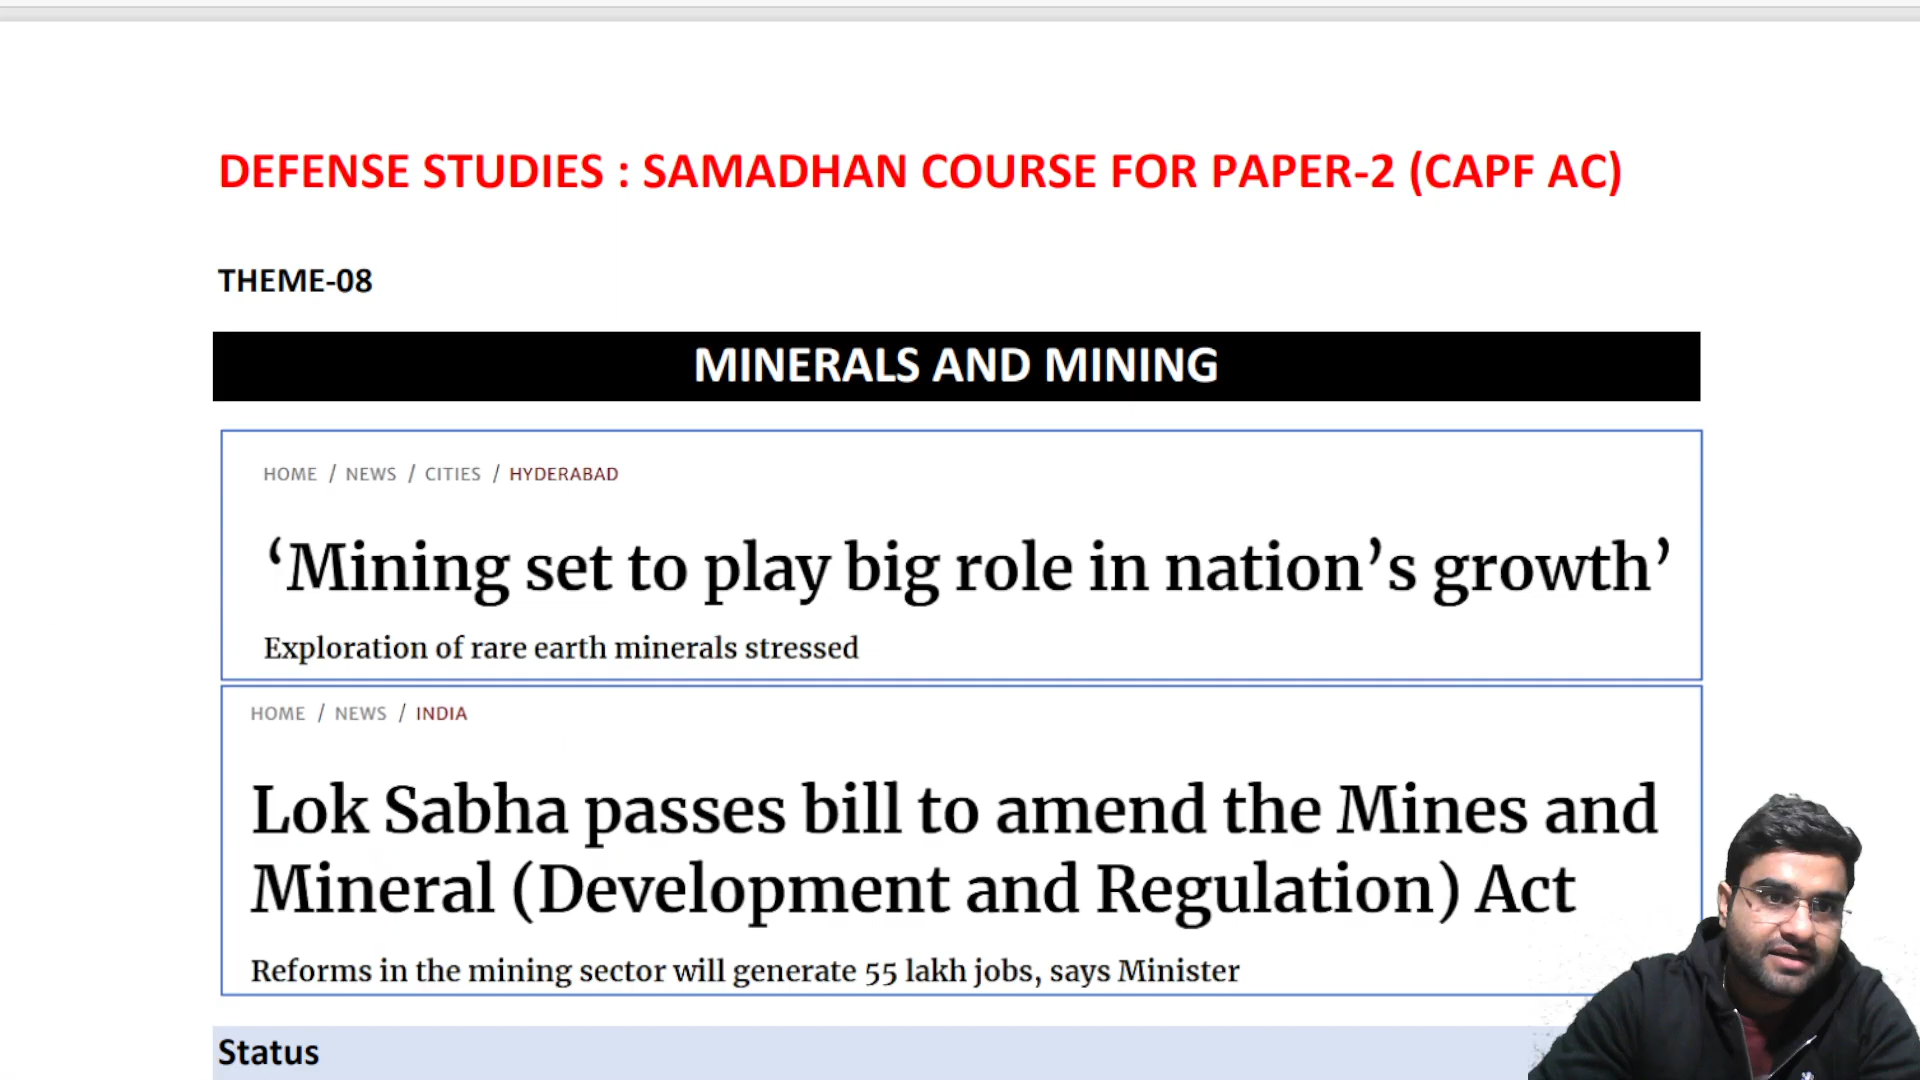 DEFENSE STUDIES : SAMADHAN COURSE FOR PAPER-2 (CAPF AC)
THEME-08
MINERALS AND MINING
HOME / NEWS / CITIES / HYDERABAD
‘Mining set to play big role in nation’s growth’
Exploration of rare earth minerals stressed
HOME / NEWS / INDIA
Lok Sabha passes bill to amend the Mines and
Mineral (Development and Regulation) Act
Reforms in the mining sector will generate 55 lakh jobs, says Minister
Status